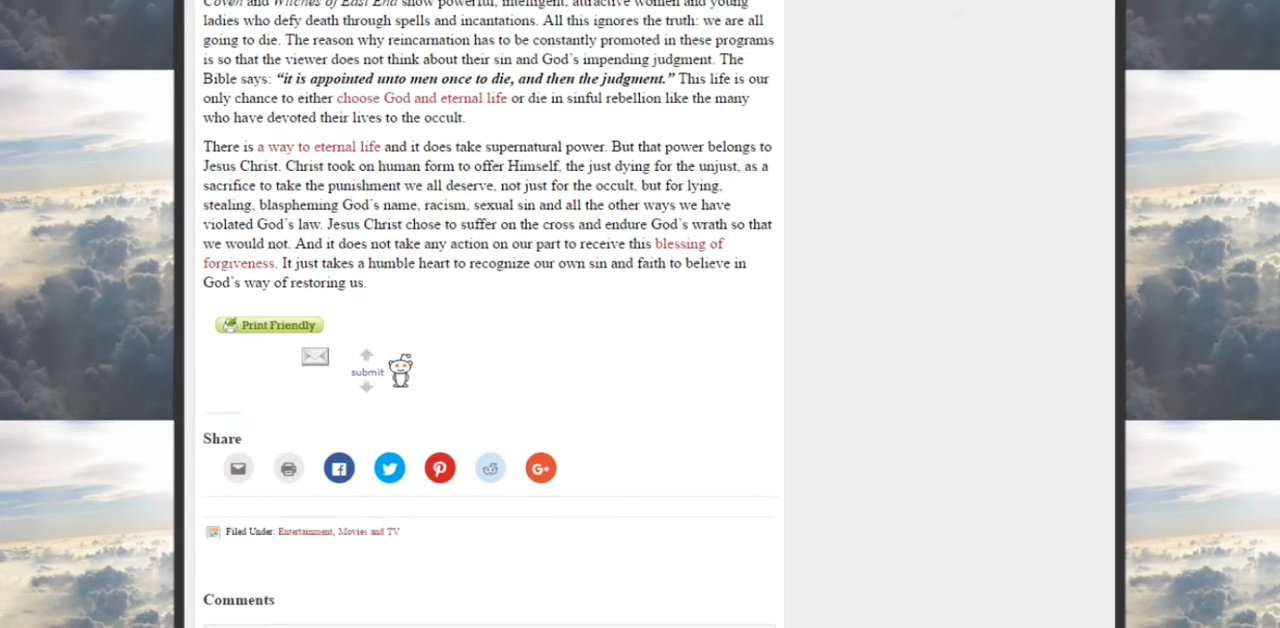 Coven and Witches of East End show powerful, intelligent, attractive women and young
ladies who defy death through spells and incantations. All this ignores the truth: we are all
going to die. The reason why reincarnation has to be constantly promoted in these programs
is so that the viewer does not think about their sin and God's impending judgment. The
Bible says: “it is appointed unto men once to die, and then the judgment.” This life is our
only chance to either choose God and eternal life or die in sinful rebellion like the many
who have devoted their lives to the occult.
There is a way to eternal life and it does take supernatural power. But that power belongs to
Jesus Christ. Christ took on human form to offer Himself, the just dying for the unjust, as a
sacrifice to take the punishment we all deserve, not just for the occult, but for lying,
stealing, blaspheming God's name, racism, sexual sin and all the other ways we have
violated God's law. Jesus Christ chose to suffer on the cross and endure God's wrath so that
we would not. And it does not take any action on our part to receive this blessing of
forgiveness. It just takes a humble heart to recognize our own sin and faith to believe in
God's way of restoring us.
Print Friendly
submit
Share
G+
Filed Under: Entertainment, Movies and TV
Comments